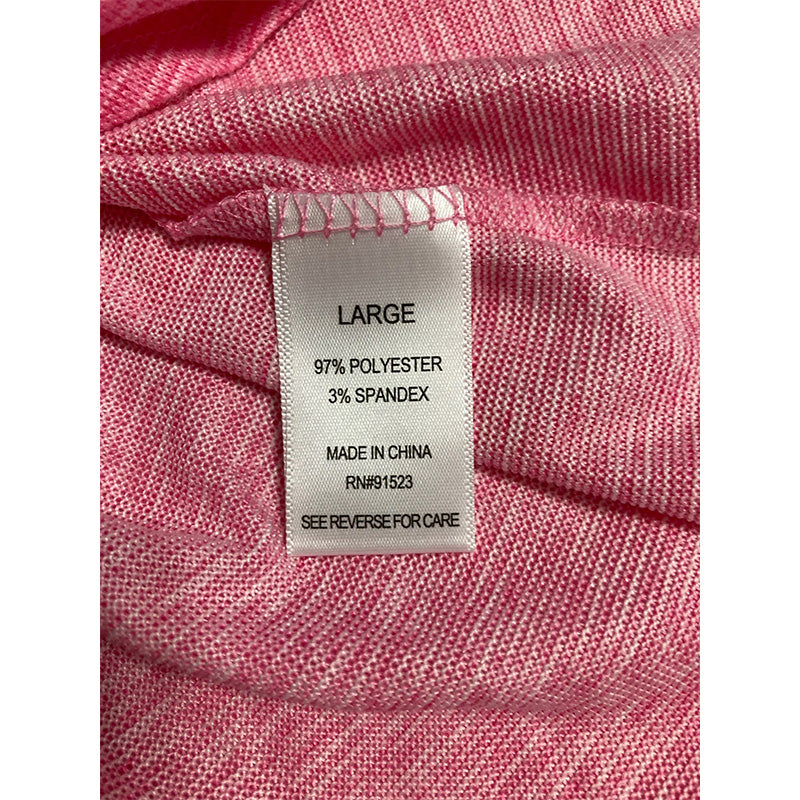 LARGE
97% POLYESTER
3% SPANDEX
MADE IN CHINA
RN#91523
SEE REVERSE FOR CARE